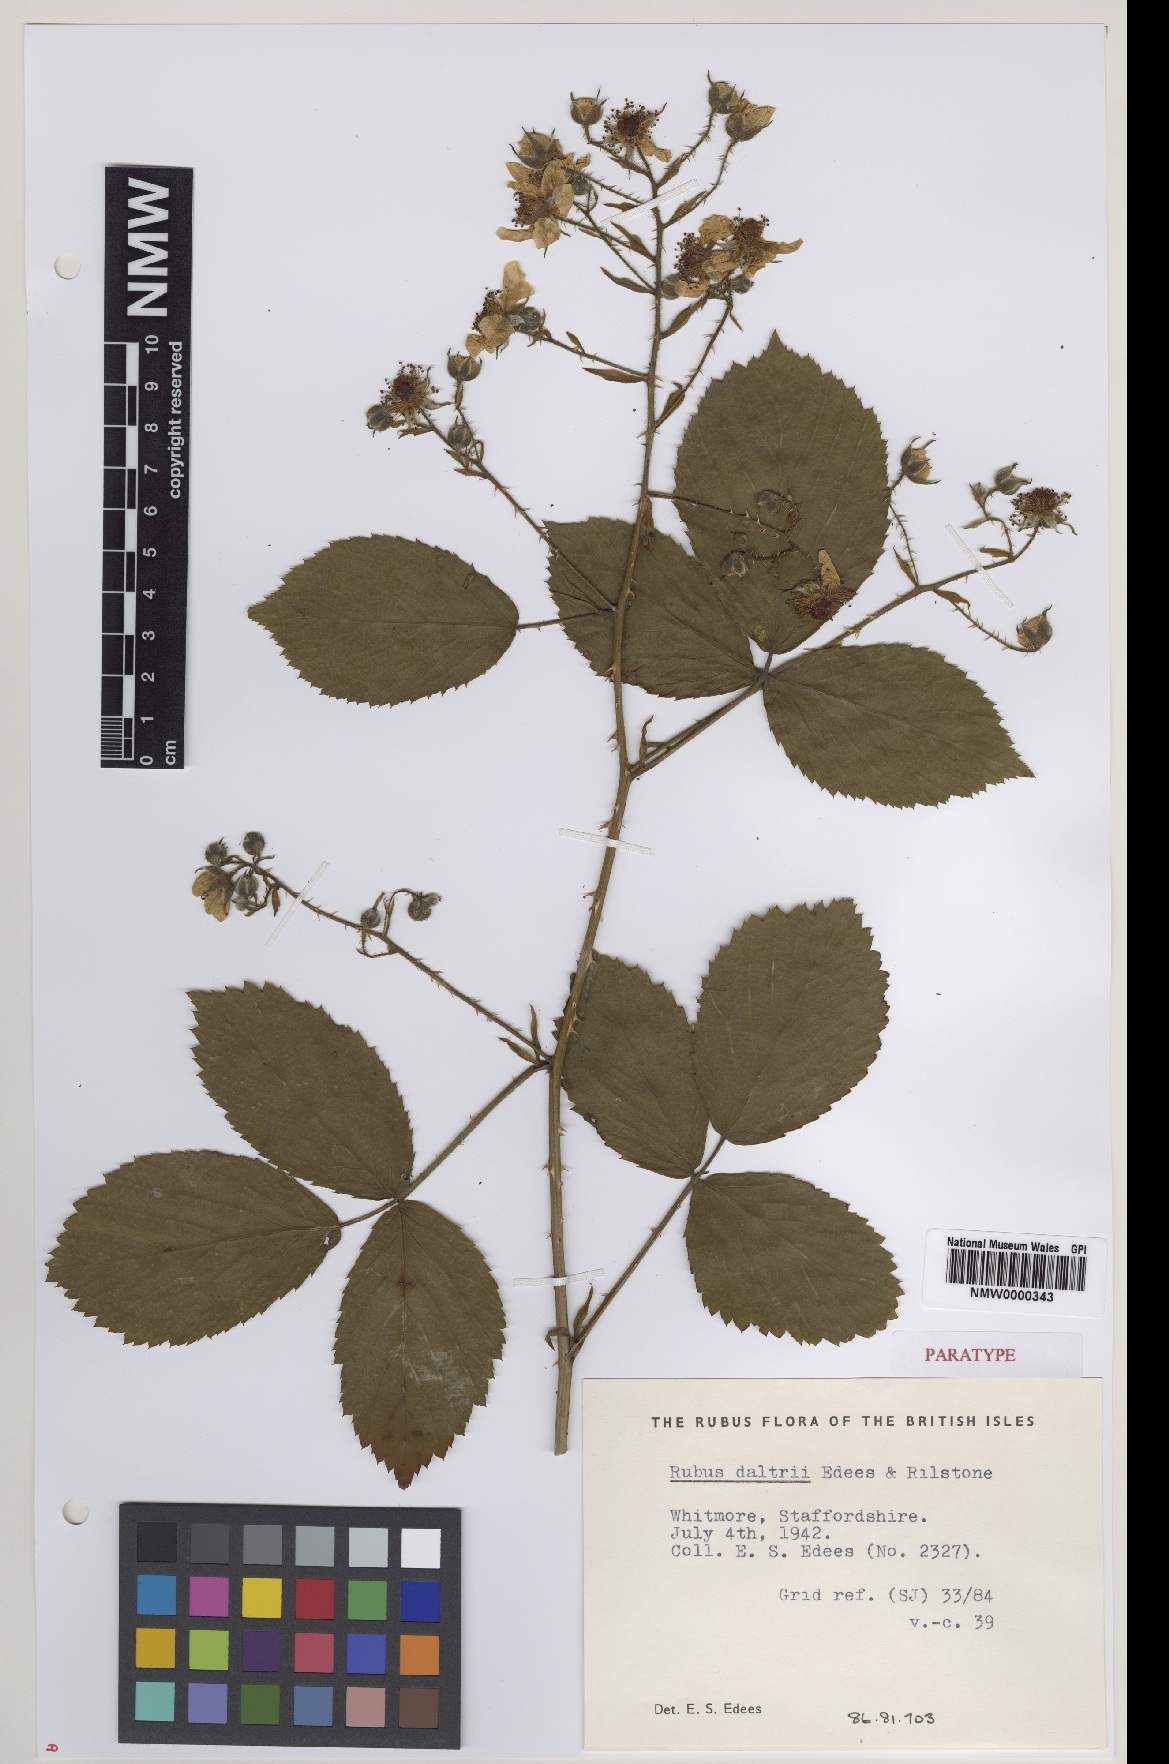 NMW
copyright reserved
10
9
8
7
6
5
4
3
2
1
0
cm
National Museum Wales GPI
NMW0000343
PARATYPE
THE RUBUS FLORA OF THE BRITISH ISLES
Rubus daltrii Edees & Rilstone
Whitmore, Staffordshire.
July 4th, 1942.
Coll. E. S. Edees (No. 2327).
Grid ref. (SJ) 33/84
v.-c. 39
Det. E. S. Edees
86.81.703